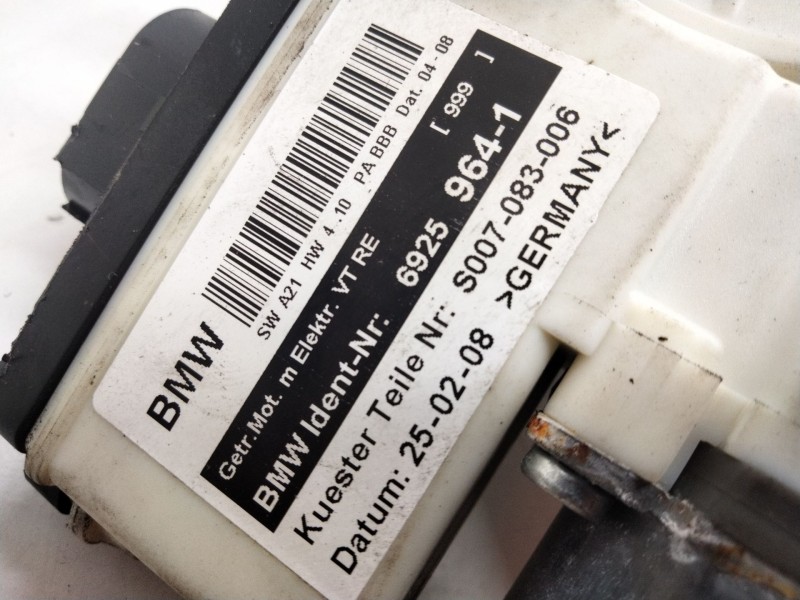 BMW
SW A21 HW 4.10 PA BBB Dat. 04-08
Getr.Mot. m Elektr. VT RE [ 999 ]
BMW Ident-Nr: 6925 964-1
Kuester Teile Nr: S007-083-006
Datum: 25-02-08 >GERMANY<